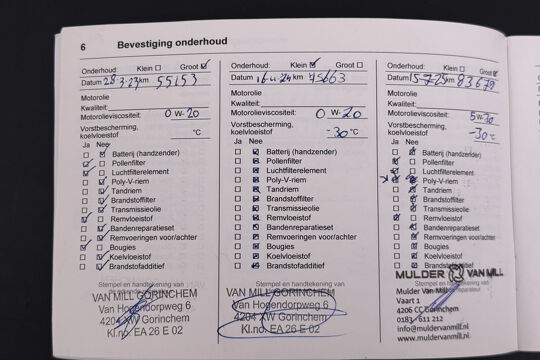 6 Bevestiging onderhoud
Onderhoud: Klein Groot
Datum 28-3-23 km 55153
Motorolie
Kwaliteit:
Motorolieviscositeit: 0 W-20
Vorstbescherming,
koelvloeistof °C
Ja Nee
Batterij (handzender)
Pollenfilter
Luchtfilterelement
Poly-V-riem
Tandriem
Brandstoffilter
Transmissieolie
Remvloeistof
Bandenreparatieset
Remvoeringen voor/achter
Bougies
Koelvloeistof
Brandstofadditief
Stempel en handtekening van
VAN MILL GORINCHEM
Van Hogendorpweg 6
4204 XW Gorinchem
Kl.no. EA 26 E 02
Onderhoud: Klein Groot
Datum km 75663
Motorolie
Kwaliteit:
Motorolieviscositeit: 0 W-20
Vorstbescherming,
koelvloeistof -30 °C
Ja Nee
Batterij (handzender)
Pollenfilter
Luchtfilterelement
Poly-V-riem
Tandriem
Brandstoffilter
Transmissieolie
Remvloeistof
Bandenreparatieset
Remvoeringen voor/achter
Bougies
Koelvloeistof
Brandstofadditief
Stempel en handtekening van
VAN MILL GORINCHEM
Van Hogendorpweg 6
4204 XW Gorinchem
Kl.no. EA 26 E 02
Onderhoud: Klein Groot
Datum 15-7-25 km 83679
Motorolie
Kwaliteit:
Motorolieviscositeit: 5 W-30
Vorstbescherming,
koelvloeistof -30 °C
Ja Nee
Batterij (handzender)
Pollenfilter
Luchtfilterelement
Poly-V-riem
Tandriem
Brandstoffilter
Transmissieolie
Remvloeistof
Bandenreparatieset
Remvoeringen voor/achter
Bougies
Koelvloeistof
Brandstofadditief
MULDER VAN MILL
Stempel en handtekening van
Mulder Van Mill
Vaart 1
4206 CC Gorinchem
0183 611 212
info@muldervanmill.nl
www.muldervanmill.nl